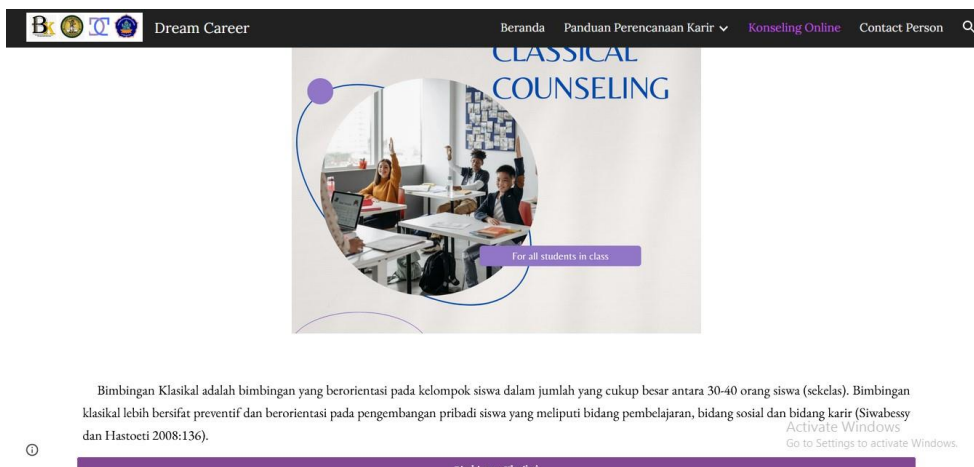 Dream Career
Beranda
Panduan Perencanaan Karir
Konseling Online
Contact Person
CLASSICAL
COUNSELING
For all students in class
Bimbingan Klasikal adalah bimbingan yang berorientasi pada kelompok siswa dalam jumlah yang cukup besar antara 30-40 orang siswa (sekelas). Bimbingan
klasikal lebih bersifat preventif dan berorientasi pada pengembangan pribadi siswa yang meliputi bidang pembelajaran, bidang sosial dan bidang karir (Siwabessy
dan Hastoeti 2008:136).
Activate Windows
Go to Settings to activate Windows.